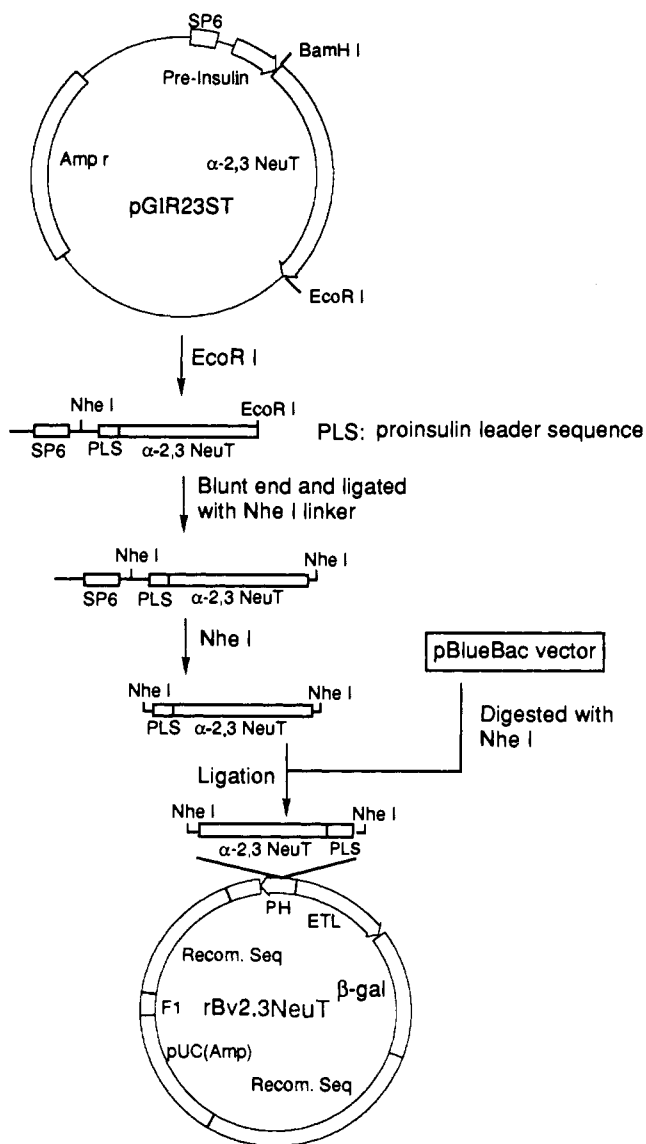 SP6
BamH I
Pre-Insulin
Amp r
α-2,3 NeuT
pGIR23ST
EcoR I
EcoR I
Nhe I
EcoR I
SP6
PLS
α-2,3 NeuT
PLS: proinsulin leader sequence
Blunt end and ligated
with Nhe I linker
Nhe I
Nhe I
SP6
PLS
α-2,3 NeuT
Nhe I
pBlueBac vector
Nhe I
Nhe I
PLS
α-2,3 NeuT
Digested with
Nhe I
Ligation
Nhe I
Nhe I
α-2,3 NeuT
PLS
PH
ETL
Recom. Seq
β-gal
F1
rBv2.3NeuT
pUC(Amp)
Recom. Seq